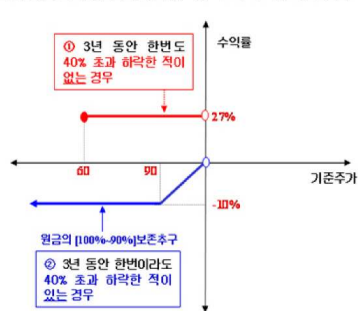 수익률
① 3년 동안 한번도
40% 초과 하락한 적이
없는 경우
27%
60
90
기준주가
-10%
원금의 [100%~90%]보존추구
② 3년 동안 한번이라도
40% 초과 하락한 적이
있는 경우